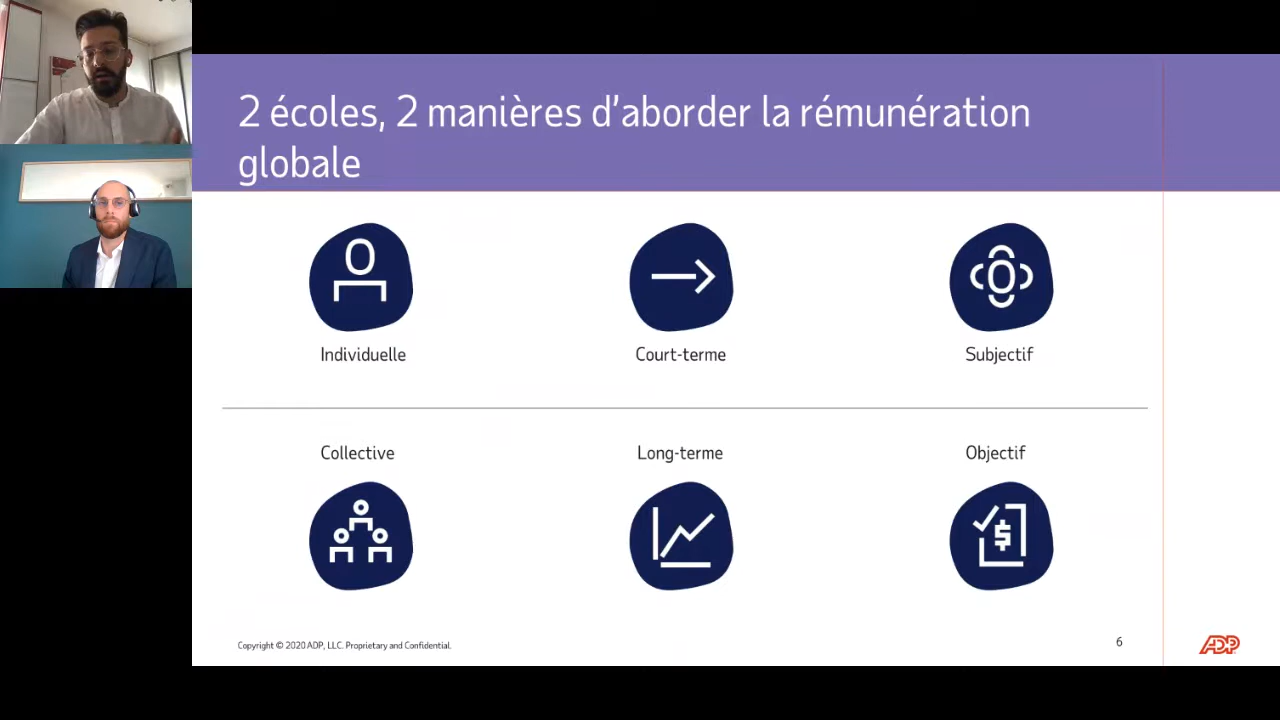 2 écoles, 2 manières d'aborder la rémunération
globale
Individuelle
Court-terme
Subjectif
Collective
Long-terme
Objectif
Copyright © 2020 ADP, LLC. Proprietary and Confidential.
6
ADP